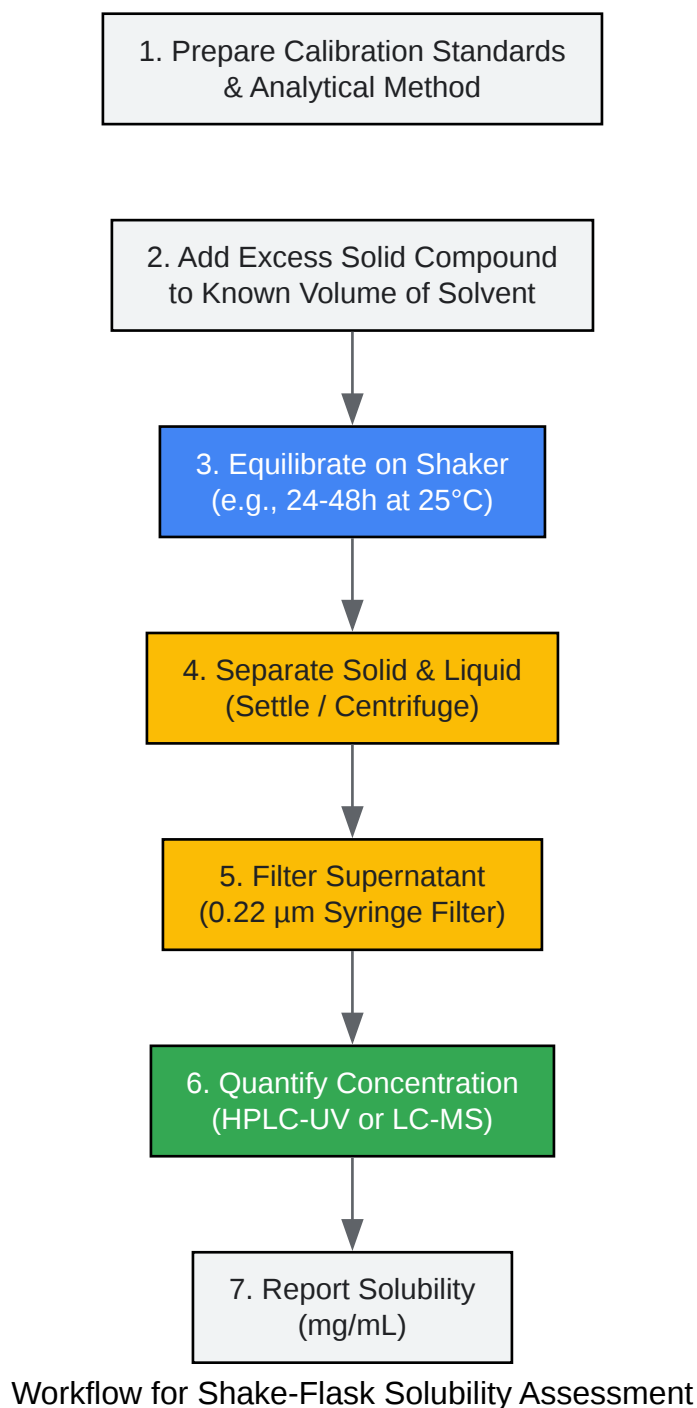 1. Prepare Calibration Standards
& Analytical Method
2. Add Excess Solid Compound
to Known Volume of Solvent
3. Equilibrate on Shaker
(e.g., 24-48h at 25°C)
4. Separate Solid & Liquid
(Settle / Centrifuge)
5. Filter Supernatant
(0.22 µm Syringe Filter)
6. Quantify Concentration
(HPLC-UV or LC-MS)
7. Report Solubility
(mg/mL)
Workflow for Shake-Flask Solubility Assessment